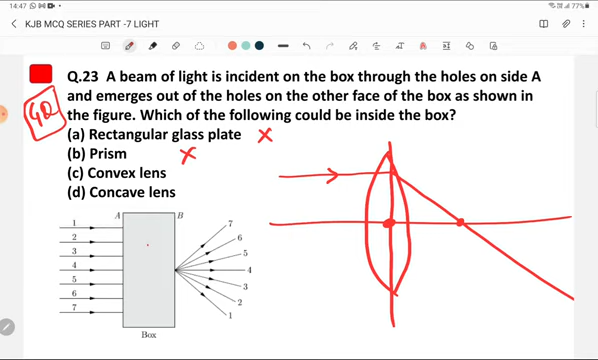 14:47
77%
KJB MCQ SERIES PART -7 LIGHT
Q.23 A beam of light is incident on the box through the holes on side A
and emerges out of the holes on the other face of the box as shown in
the figure. Which of the following could be inside the box?
(a) Rectangular glass plate
(b) Prism
(c) Convex lens
(d) Concave lens
A B
1
2
3
4
5
6
7
7
6
5
4
3
2
1
Box